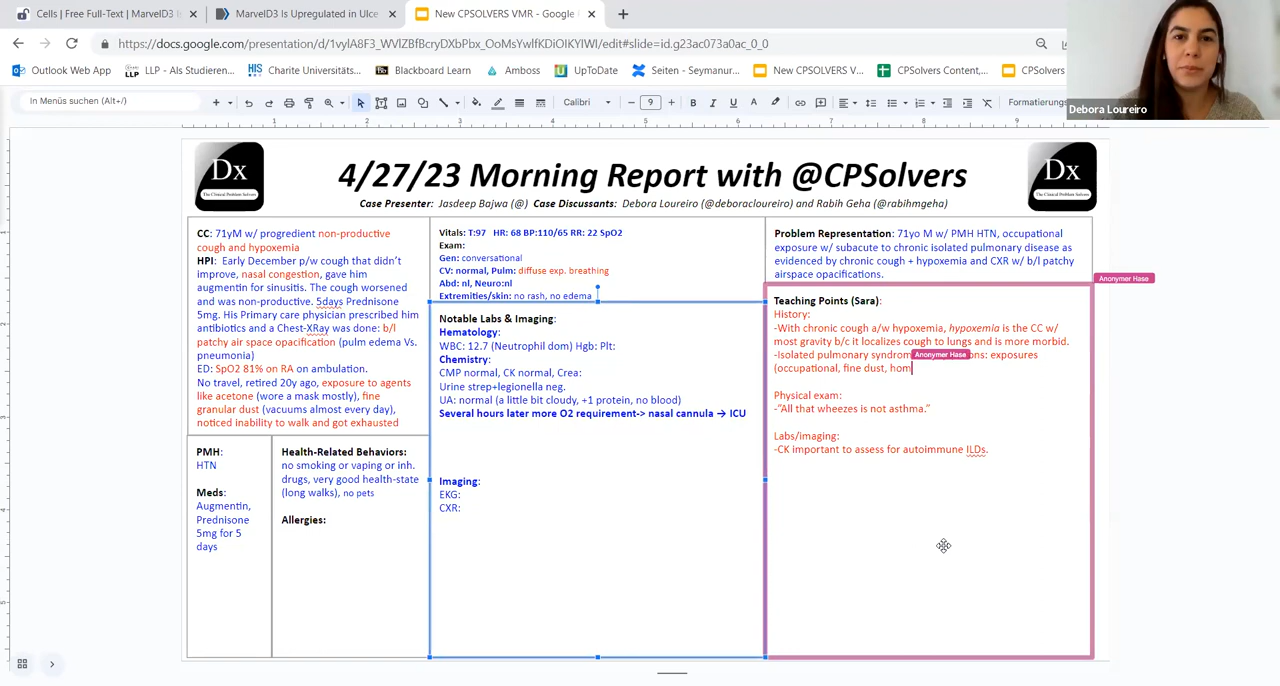 Cells | Free Full-Text | MarvelD3 i
MarvelD3 Is Upregulated in Ulce
New CPSOLVERS VMR - Google
https://docs.google.com/presentation/d/1vylA8F3_WVlZBfBcryDXbPbx_OoMsYwlfKDiOIKYIWI/edit#slide=id.g23ac073a0ac_0_0
Outlook Web App
LLP - Als Studieren...
HIS Charite Universitäts...
Blackboard Learn
Amboss
UpToDate
Seiten - Seymanur...
New CPSOLVERS V...
CPSolvers Content,...
CPSolvers
In Menüs suchen (Alt+/)
Calibri
9
Formatierungs
Debora Loureiro
Dx
The Clinical Problem Solvers
4/27/23 Morning Report with @CPSolvers
Case Presenter: Jasdeep Bajwa (@) Case Discussants: Debora Loureiro (@deboracloureiro) and Rabih Geha (@rabihmgeha)
Dx
The Clinical Problem Solvers
CC: 71yM w/ progredient non-productive
cough and hypoxemia
HPI: Early December p/w cough that didn't
improve, nasal congestion, gave him
augmentin for sinusitis. The cough worsened
and was non-productive. 5days Prednisone
5mg. His Primary care physician prescribed him
antibiotics and a Chest-XRay was done: b/l
patchy air space opacification (pulm edema Vs.
pneumonia)
ED: SpO2 81% on RA on ambulation.
No travel, retired 20y ago, exposure to agents
like acetone (wore a mask mostly), fine
granular dust (vacuums almost every day),
noticed inability to walk and got exhausted
PMH:
HTN
Meds:
Augmentin,
Prednisone
5mg for 5
days
Health-Related Behaviors:
no smoking or vaping or inh.
drugs, very good health-state
(long walks), no pets
Allergies:
Vitals: T:97 HR: 68 BP:110/65 RR: 22 SpO2
Exam:
Gen: conversational
CV: normal, Pulm: diffuse exp. breathing
Abd: nl, Neuro:nl
Extremities/skin: no rash, no edema
Notable Labs & Imaging:
Hematology:
WBC: 12.7 (Neutrophil dom) Hgb: Plt:
Chemistry:
CMP normal, CK normal, Crea:
Urine strep+legionella neg.
UA: normal (a little bit cloudy, +1 protein, no blood)
Several hours later more O2 requirement-> nasal cannula → ICU
Imaging:
EKG:
CXR:
Problem Representation: 71yo M w/ PMH HTN, occupational
exposure w/ subacute to chronic isolated pulmonary disease as
evidenced by chronic cough + hypoxemia and CXR w/ b/l patchy
airspace opacifications.
Anonymer Hase
Teaching Points (Sara):
History:
-With chronic cough a/w hypoxemia, hypoxemia is the CC w/
most gravity b/c it localizes cough to lungs and is more morbid.
-Isolated pulmonary syndrom Anonymer Hase ns: exposures
(occupational, fine dust, hom
Physical exam:
-"All that wheezes is not asthma."
Labs/imaging:
-CK important to assess for autoimmune ILDs.